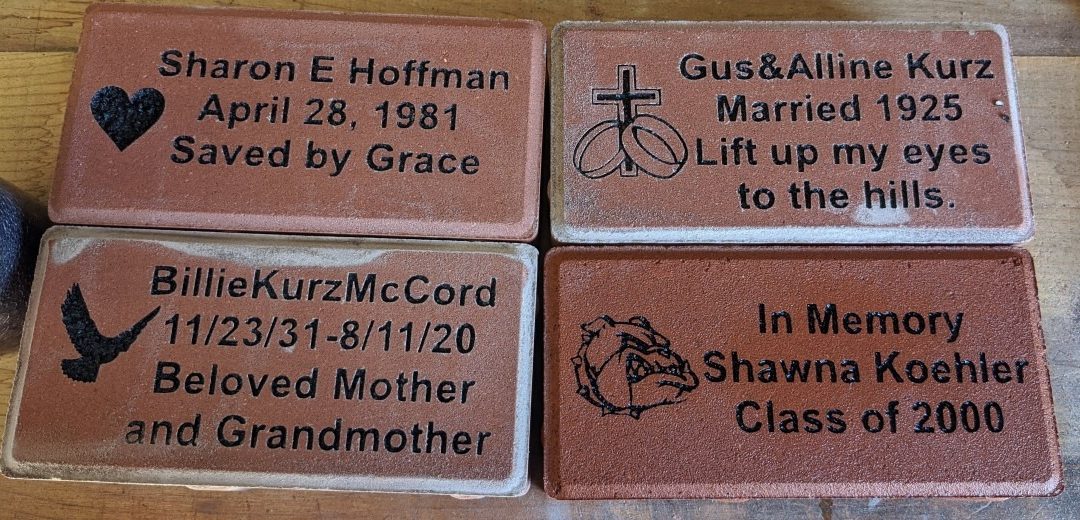 Sharon E Hoffman
April 28, 1981
Saved by Grace
Gus&Alline Kurz
Married 1925
Lift up my eyes
to the hills.
BillieKurzMcCord
11/23/31-8/11/20
Beloved Mother
and Grandmother
In Memory
Shawna Koehler
Class of 2000